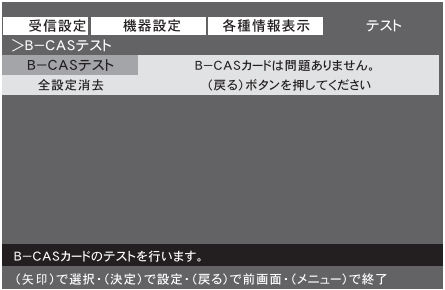 受信設定 機器設定 各種情報表示 テスト
＞B−CASテスト
B−CASテスト B−CASカードは問題ありません。
全設定消去 （戻る）ボタンを押してください
B−CASカードのテストを行います。
（矢印）で選択・（決定）で設定・（戻る）で前画面・（メニュー）で終了